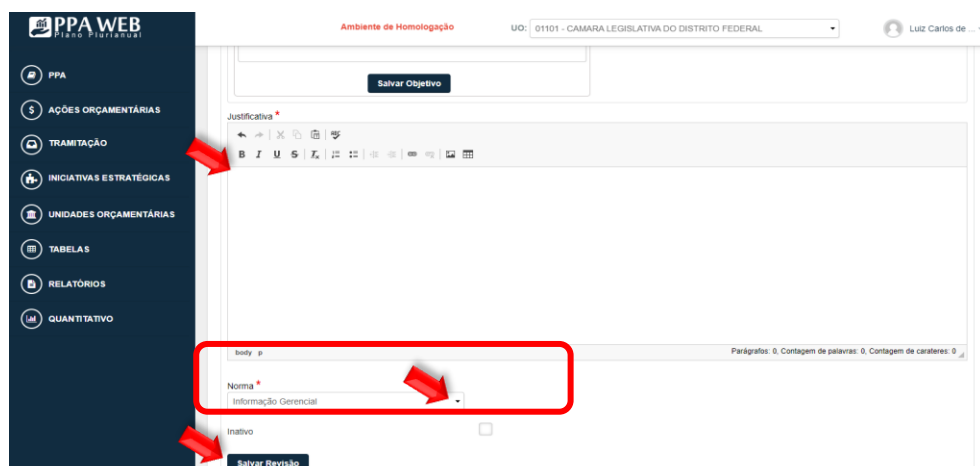 PPA WEB
Plano Plurianual
Ambiente de Homologação
UO: 01101 - CAMARA LEGISLATIVA DO DISTRITO FEDERAL
Luiz Carlos de ...
PPA
AÇÕES ORÇAMENTÁRIAS
TRAMITAÇÃO
INICIATIVAS ESTRATÉGICAS
UNIDADES ORÇAMENTÁRIAS
TABELAS
RELATÓRIOS
QUANTITATIVO
Salvar Objetivo
Justificativa *
B I U S Tx
body p
Parágrafos: 0, Contagem de palavras: 0, Contagem de carateres: 0
Norma *
Informação Gerencial
Inativo
Salvar Revisão